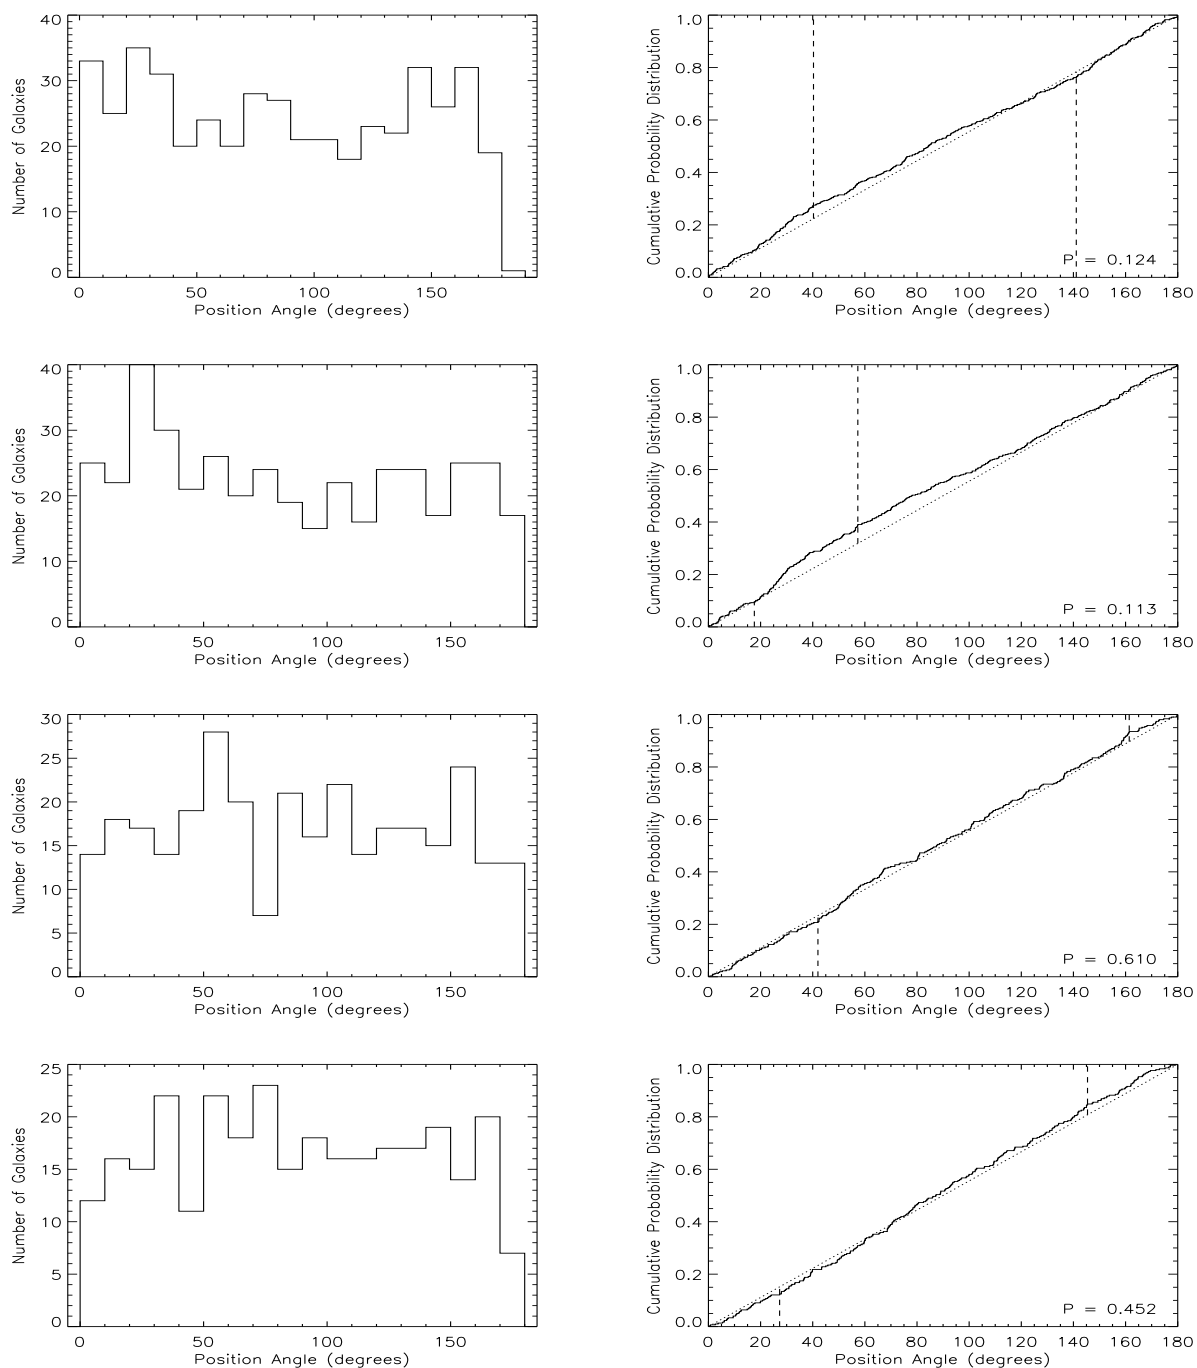 40
30
20
10
0
Number of Galaxies
0 50 100 150
Position Angle (degrees)
1.0
0.8
0.6
0.4
0.2
0.0
Cumulative Probability Distribution
P = 0.124
0 20 40 60 80 100 120 140 160 180
Position Angle (degrees)
40
30
20
10
0
Number of Galaxies
0 50 100 150
Position Angle (degrees)
1.0
0.8
0.6
0.4
0.2
0.0
Cumulative Probability Distribution
P = 0.113
0 20 40 60 80 100 120 140 160 180
Position Angle (degrees)
30
25
20
15
10
5
0
Number of Galaxies
0 50 100 150
Position Angle (degrees)
1.0
0.8
0.6
0.4
0.2
0.0
Cumulative Probability Distribution
P = 0.610
0 20 40 60 80 100 120 140 160 180
Position Angle (degrees)
25
20
15
10
5
0
Number of Galaxies
0 50 100 150
Position Angle (degrees)
1.0
0.8
0.6
0.4
0.2
0.0
Cumulative Probability Distribution
P = 0.452
0 20 40 60 80 100 120 140 160 180
Position Angle (degrees)